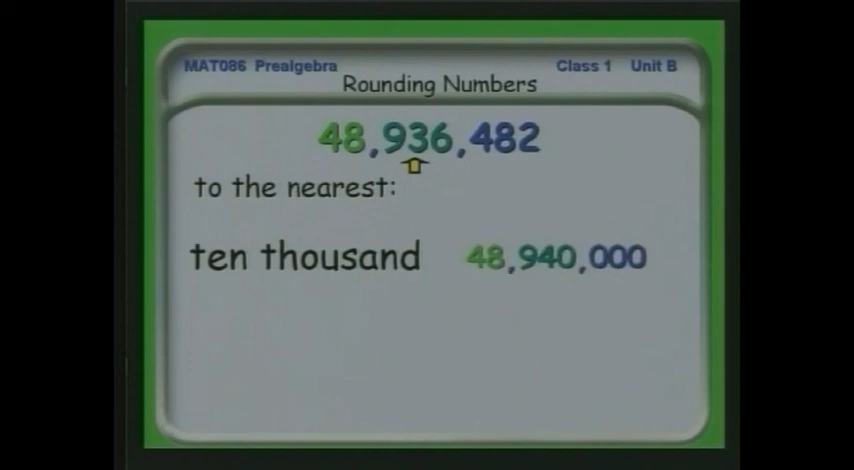 MAT086 Prealgebra Class 1 Unit B
Rounding Numbers
48,936,482
to the nearest:
ten thousand 48,940,000